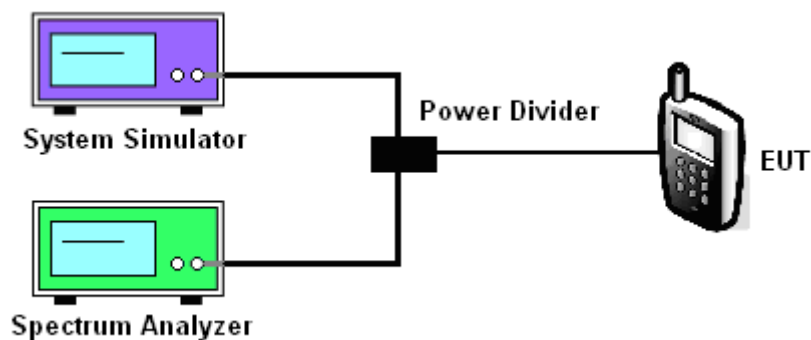 System Simulator
Power Divider
EUT
Spectrum Analyzer